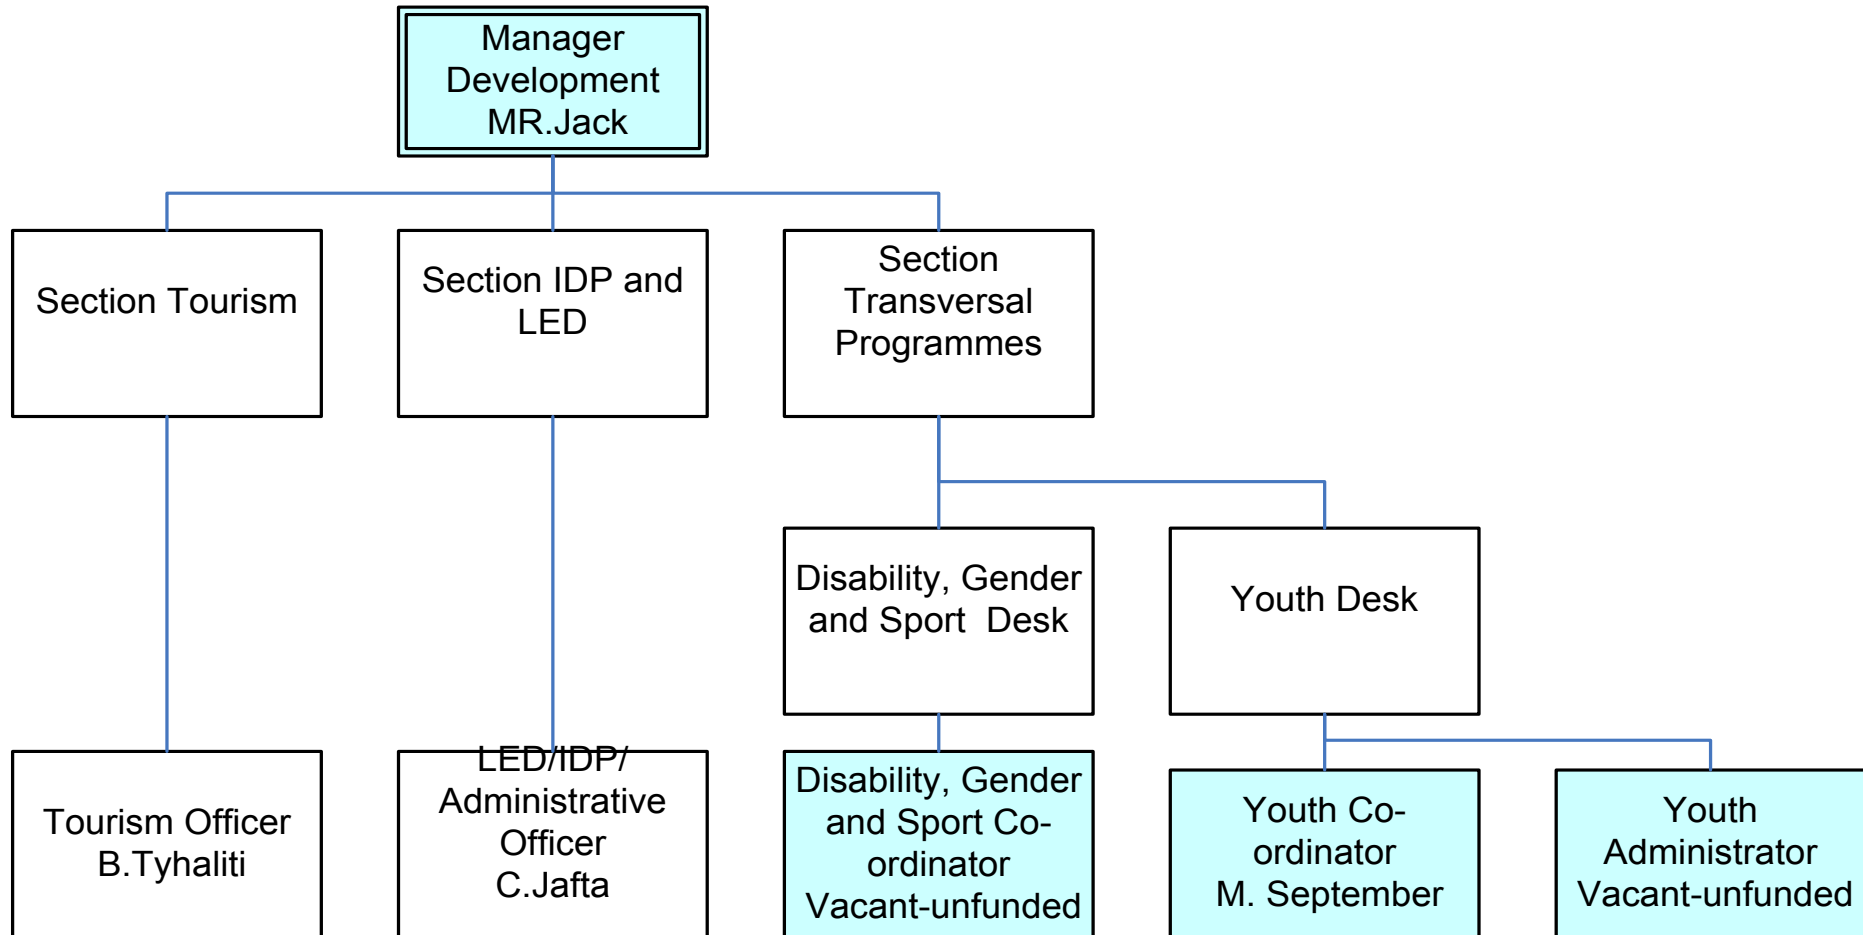 Manager
Development
MR.Jack
Section Tourism
Section IDP and
LED
Section
Transversal
Programmes
Disability, Gender
and Sport  Desk
Youth Desk
Tourism Officer
B.Tyhaliti
LED/IDP/
Administrative
Officer
C.Jafta
Disability, Gender
and Sport Co-
ordinator
Vacant-unfunded
Youth Co-
ordinator
M. September
Youth
Administrator
Vacant-unfunded